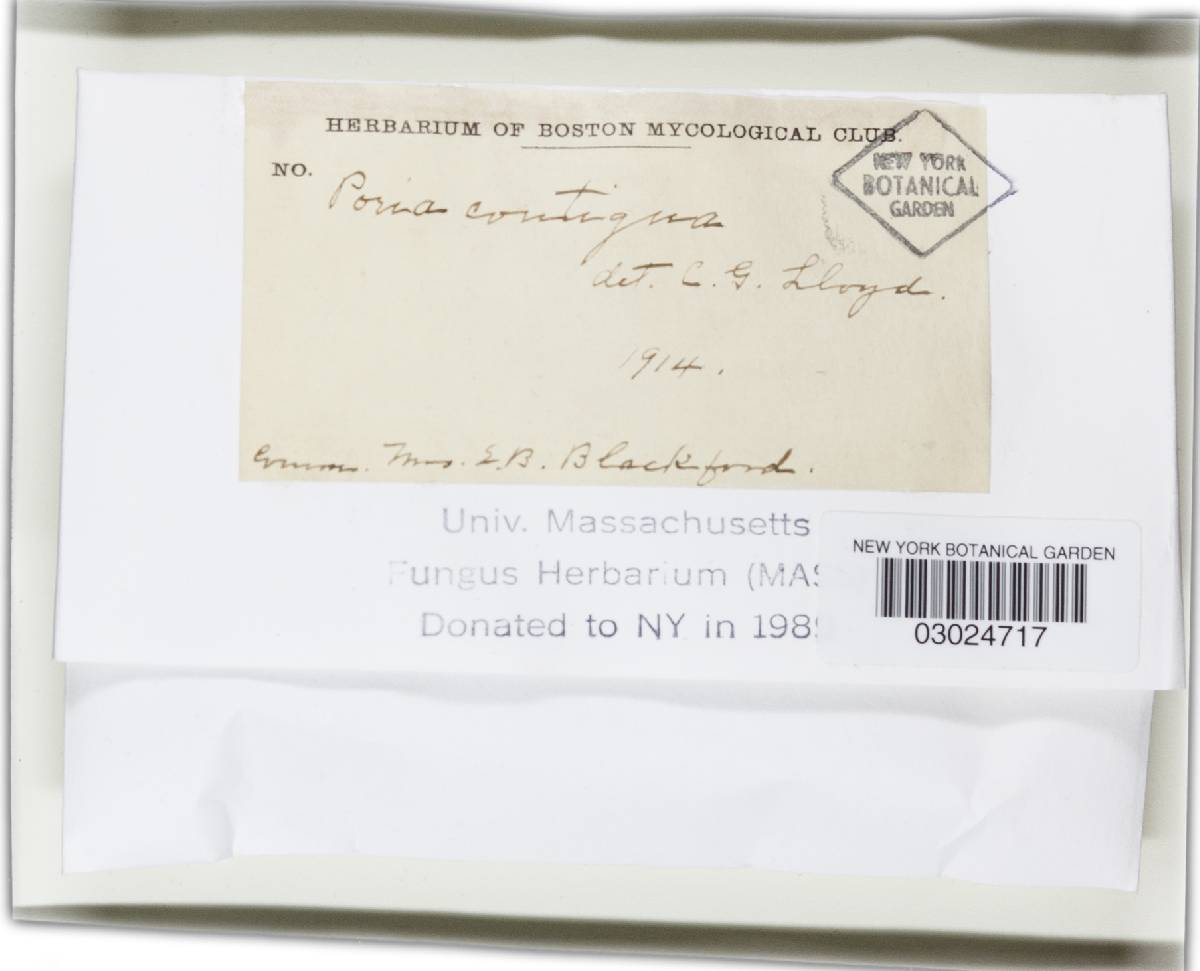 HERBARIUM OF BOSTON MYCOLOGICAL CLUB.
NO.
Poria contigua
det. C. G. Lloyd.
1914.
comm. Mrs. E.B. Blackford.
NEW YORK
BOTANICAL
GARDEN
Univ. Massachusetts
Fungus Herbarium (MAS
Donated to NY in 198
NEW YORK BOTANICAL GARDEN
03024717